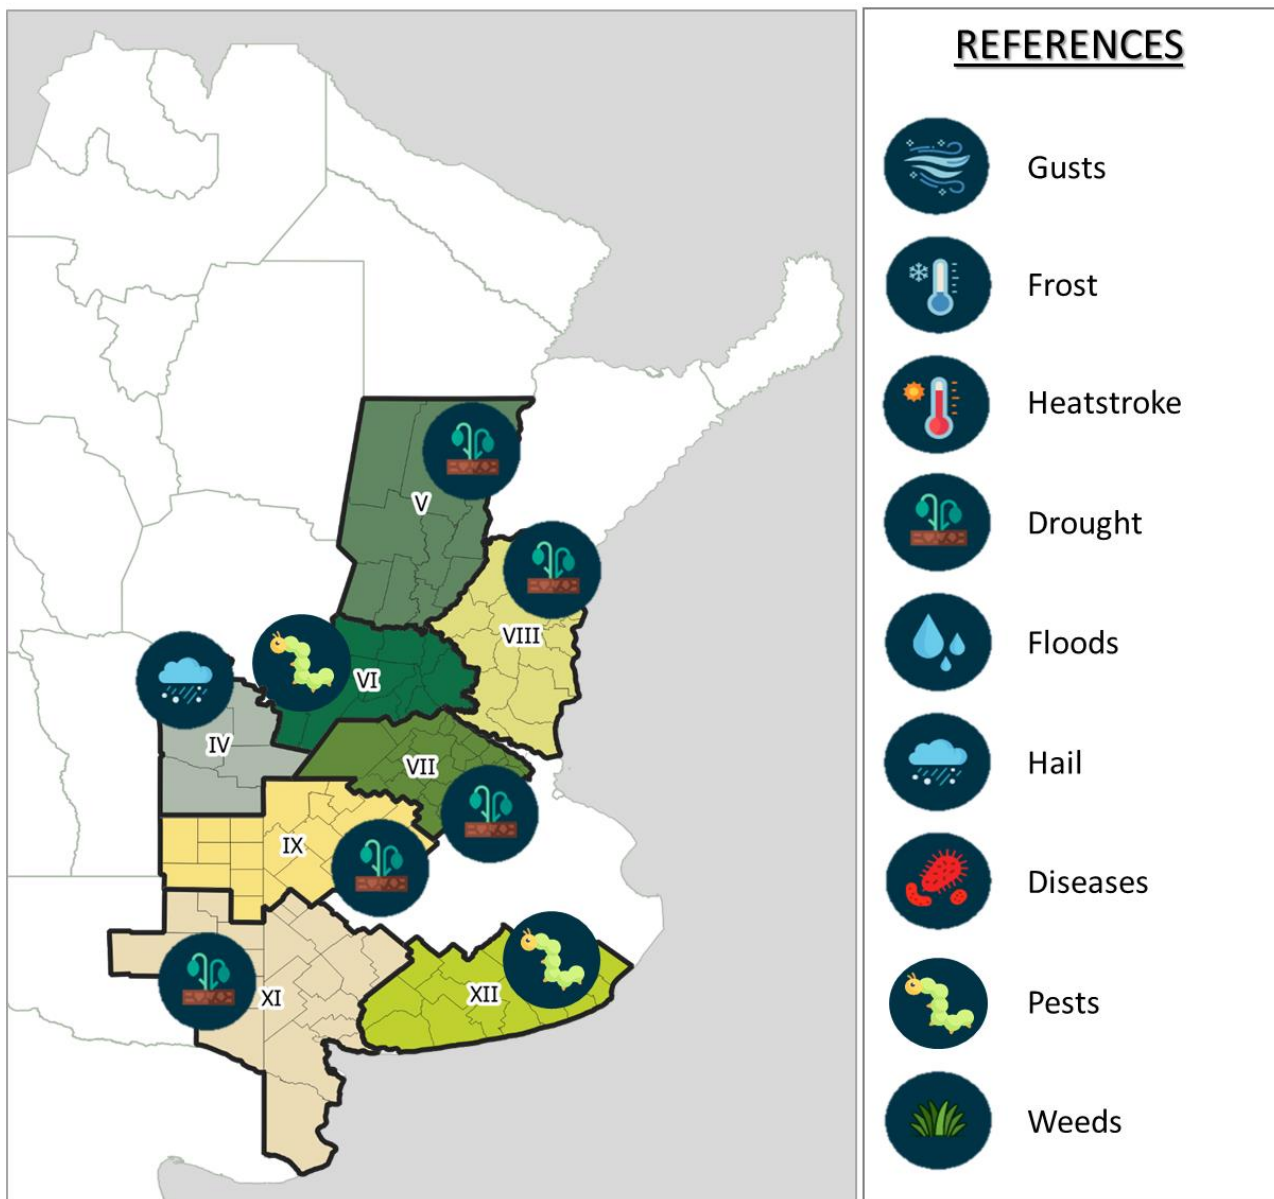 REFERENCES
Gusts
Frost
Heatstroke
Drought
Floods
Hail
Diseases
Pests
Weeds
V
VIII
VI
IV
VII
IX
XI
XII